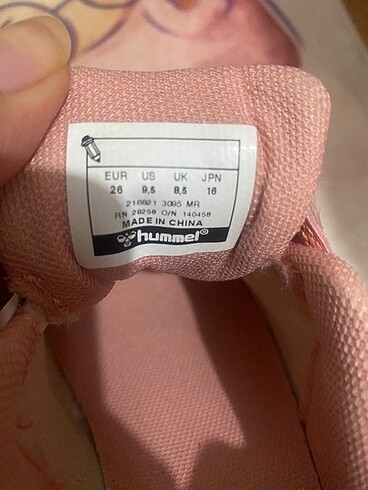 EUR US UK JPN
26 9,5 8,5 16
216821 3095 MR
RN 29258 O/N 140458
MADE IN CHINA
hummel®